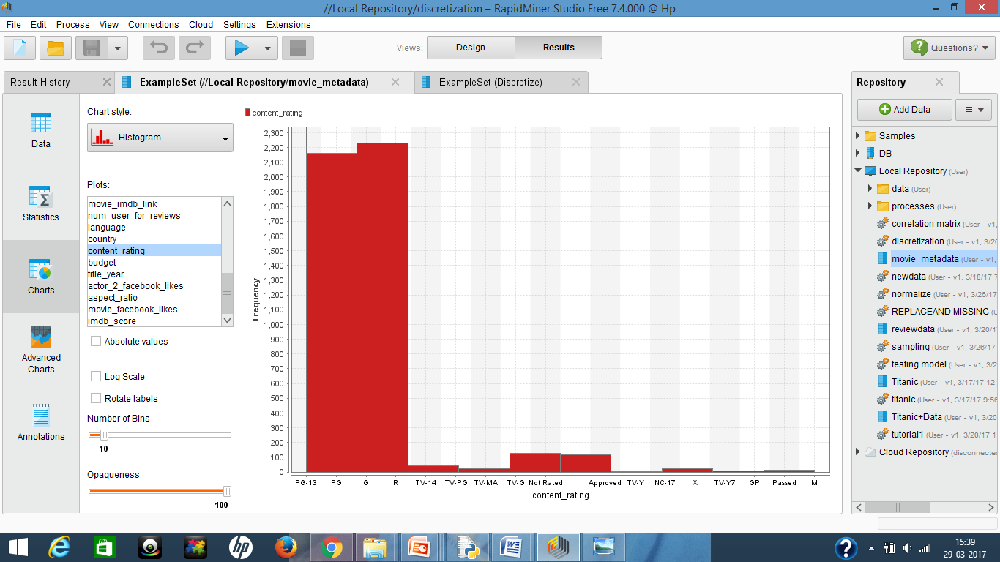 //Local Repository/discretization – RapidMiner Studio Free 7.4.000 @ Hp
File Edit Process View Connections Cloud Settings Extensions
Views: Design Results Questions?
Result History ExampleSet (//Local Repository/movie_metadata) ExampleSet (Discretize) Repository
Data
Statistics
Charts
Advanced
Charts
Annotations
Chart style:
Histogram
Plots:
movie_imdb_link
num_user_for_reviews
language
country
content_rating
budget
title_year
actor_2_facebook_likes
aspect_ratio
movie_facebook_likes
imdb_score
Absolute values
Log Scale
Rotate labels
Number of Bins
10
Opaqueness
100
content_rating
2,300
2,200
2,100
2,000
1,900
1,800
1,700
1,600
1,500
1,400
1,300
1,200
1,100
1,000
900
800
700
600
500
400
300
200
100
0
Frequency
PG-13 PG G R TV-14 TV-PG TV-MA TV-G Not Rated Approved TV-Y NC-17 X TV-Y7 GP Passed M
content_rating
Add Data
Samples
DB
Local Repository (User)
data (User)
processes (User)
correlation matrix (User - v1,
discretization (User - v1, 3/26
movie_metadata (User - v1,
newdata (User - v1, 3/18/17 7
normalize (User - v1, 3/26/17
REPLACEAND MISSING (U
reviewdata (User - v1, 3/20/1
sampling (User - v1, 3/26/17
testing model (User - v1, 3/2
Titanic (User - v1, 3/17/17 12:
titanic (User - v1, 3/17/17 9:56
Titanic+Data (User - v1, 3/20
tutorial1 (User - v1, 3/20/17 1
Cloud Repository (disconnected
15:39
29-03-2017